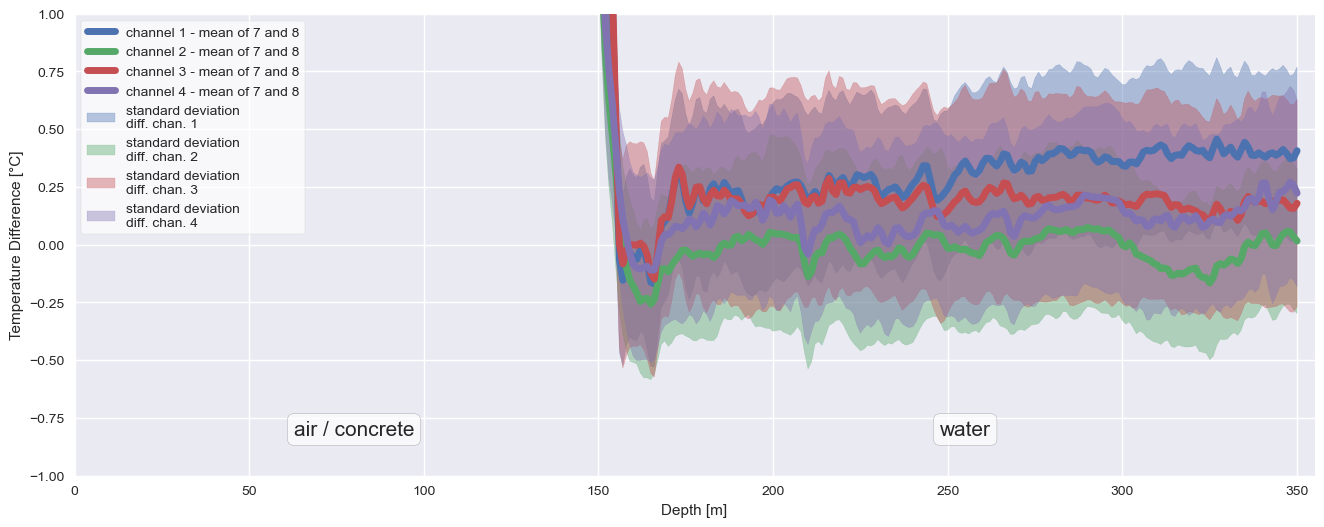 1.00
0.75
0.50
0.25
0.00
−0.25
−0.50
−0.75
−1.00
Temperature Difference [°C]
channel 1 - mean of 7 and 8
channel 2 - mean of 7 and 8
channel 3 - mean of 7 and 8
channel 4 - mean of 7 and 8
standard deviation
diff. chan. 1
standard deviation
diff. chan. 2
standard deviation
diff. chan. 3
standard deviation
diff. chan. 4
air / concrete
water
0 50 100 150 200 250 300 350
Depth [m]